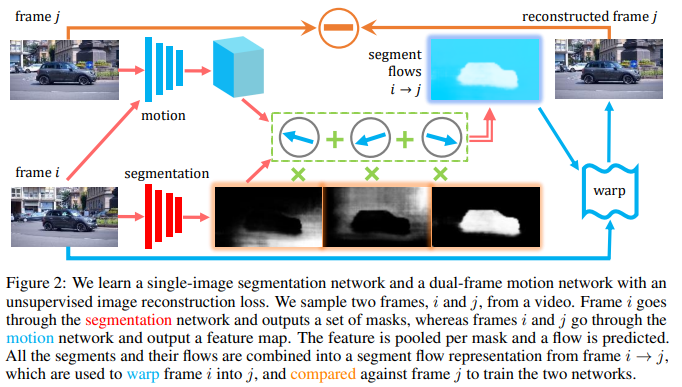 frame j
reconstructed frame j
segment
flows
i → j
motion
frame i
segmentation
warp
Figure 2: We learn a single-image segmentation network and a dual-frame motion network with an
unsupervised image reconstruction loss. We sample two frames, i and j, from a video. Frame i goes
through the segmentation network and outputs a set of masks, whereas frames i and j go through the
motion network and output a feature map. The feature is pooled per mask and a flow is predicted.
All the segments and their flows are combined into a segment flow representation from frame i → j,
which are used to warp frame i into j, and compared against frame j to train the two networks.